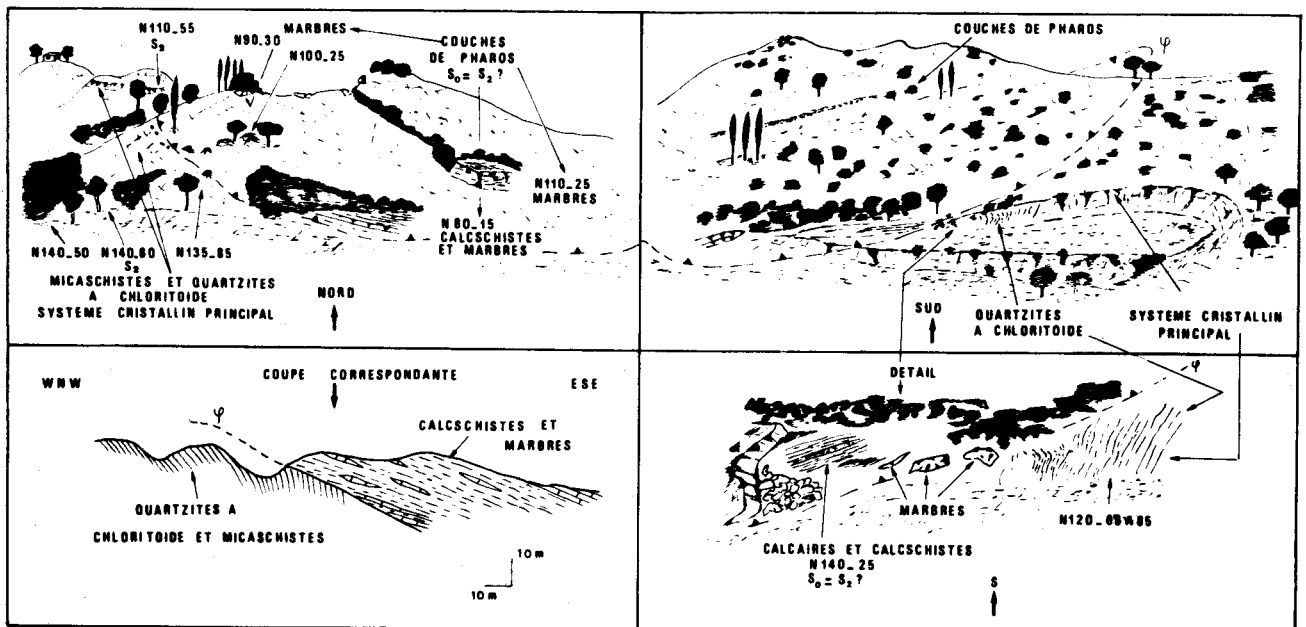 N110_55
S2
N90_30
MARBRES
N100_25
COUCHES
DE PHAROS
S0 = S2 ?
N110_25
MARBRES
N80_15
CALCSCHISTES
ET MARBRES
N140_50
N140_60
S2
N135_85
MICASCHISTES ET QUARTZITES
A CHLORITOIDE
SYSTEME CRISTALLIN PRINCIPAL
NORD
COUCHES DE PHAROS
φ
SUD
QUARTZITES
A CHLORITOIDE
SYSTEME CRISTALLIN
PRINCIPAL
WNW
COUPE CORRESPONDANTE
ESE
φ
CALCSCHISTES ET
MARBRES
QUARTZITES A
CHLORITOIDE ET MICASCHISTES
10 m
10 m
DETAIL
φ
MARBRES
CALCAIRES ET CALCSCHISTES
N140_25
S0 = S2 ?
S